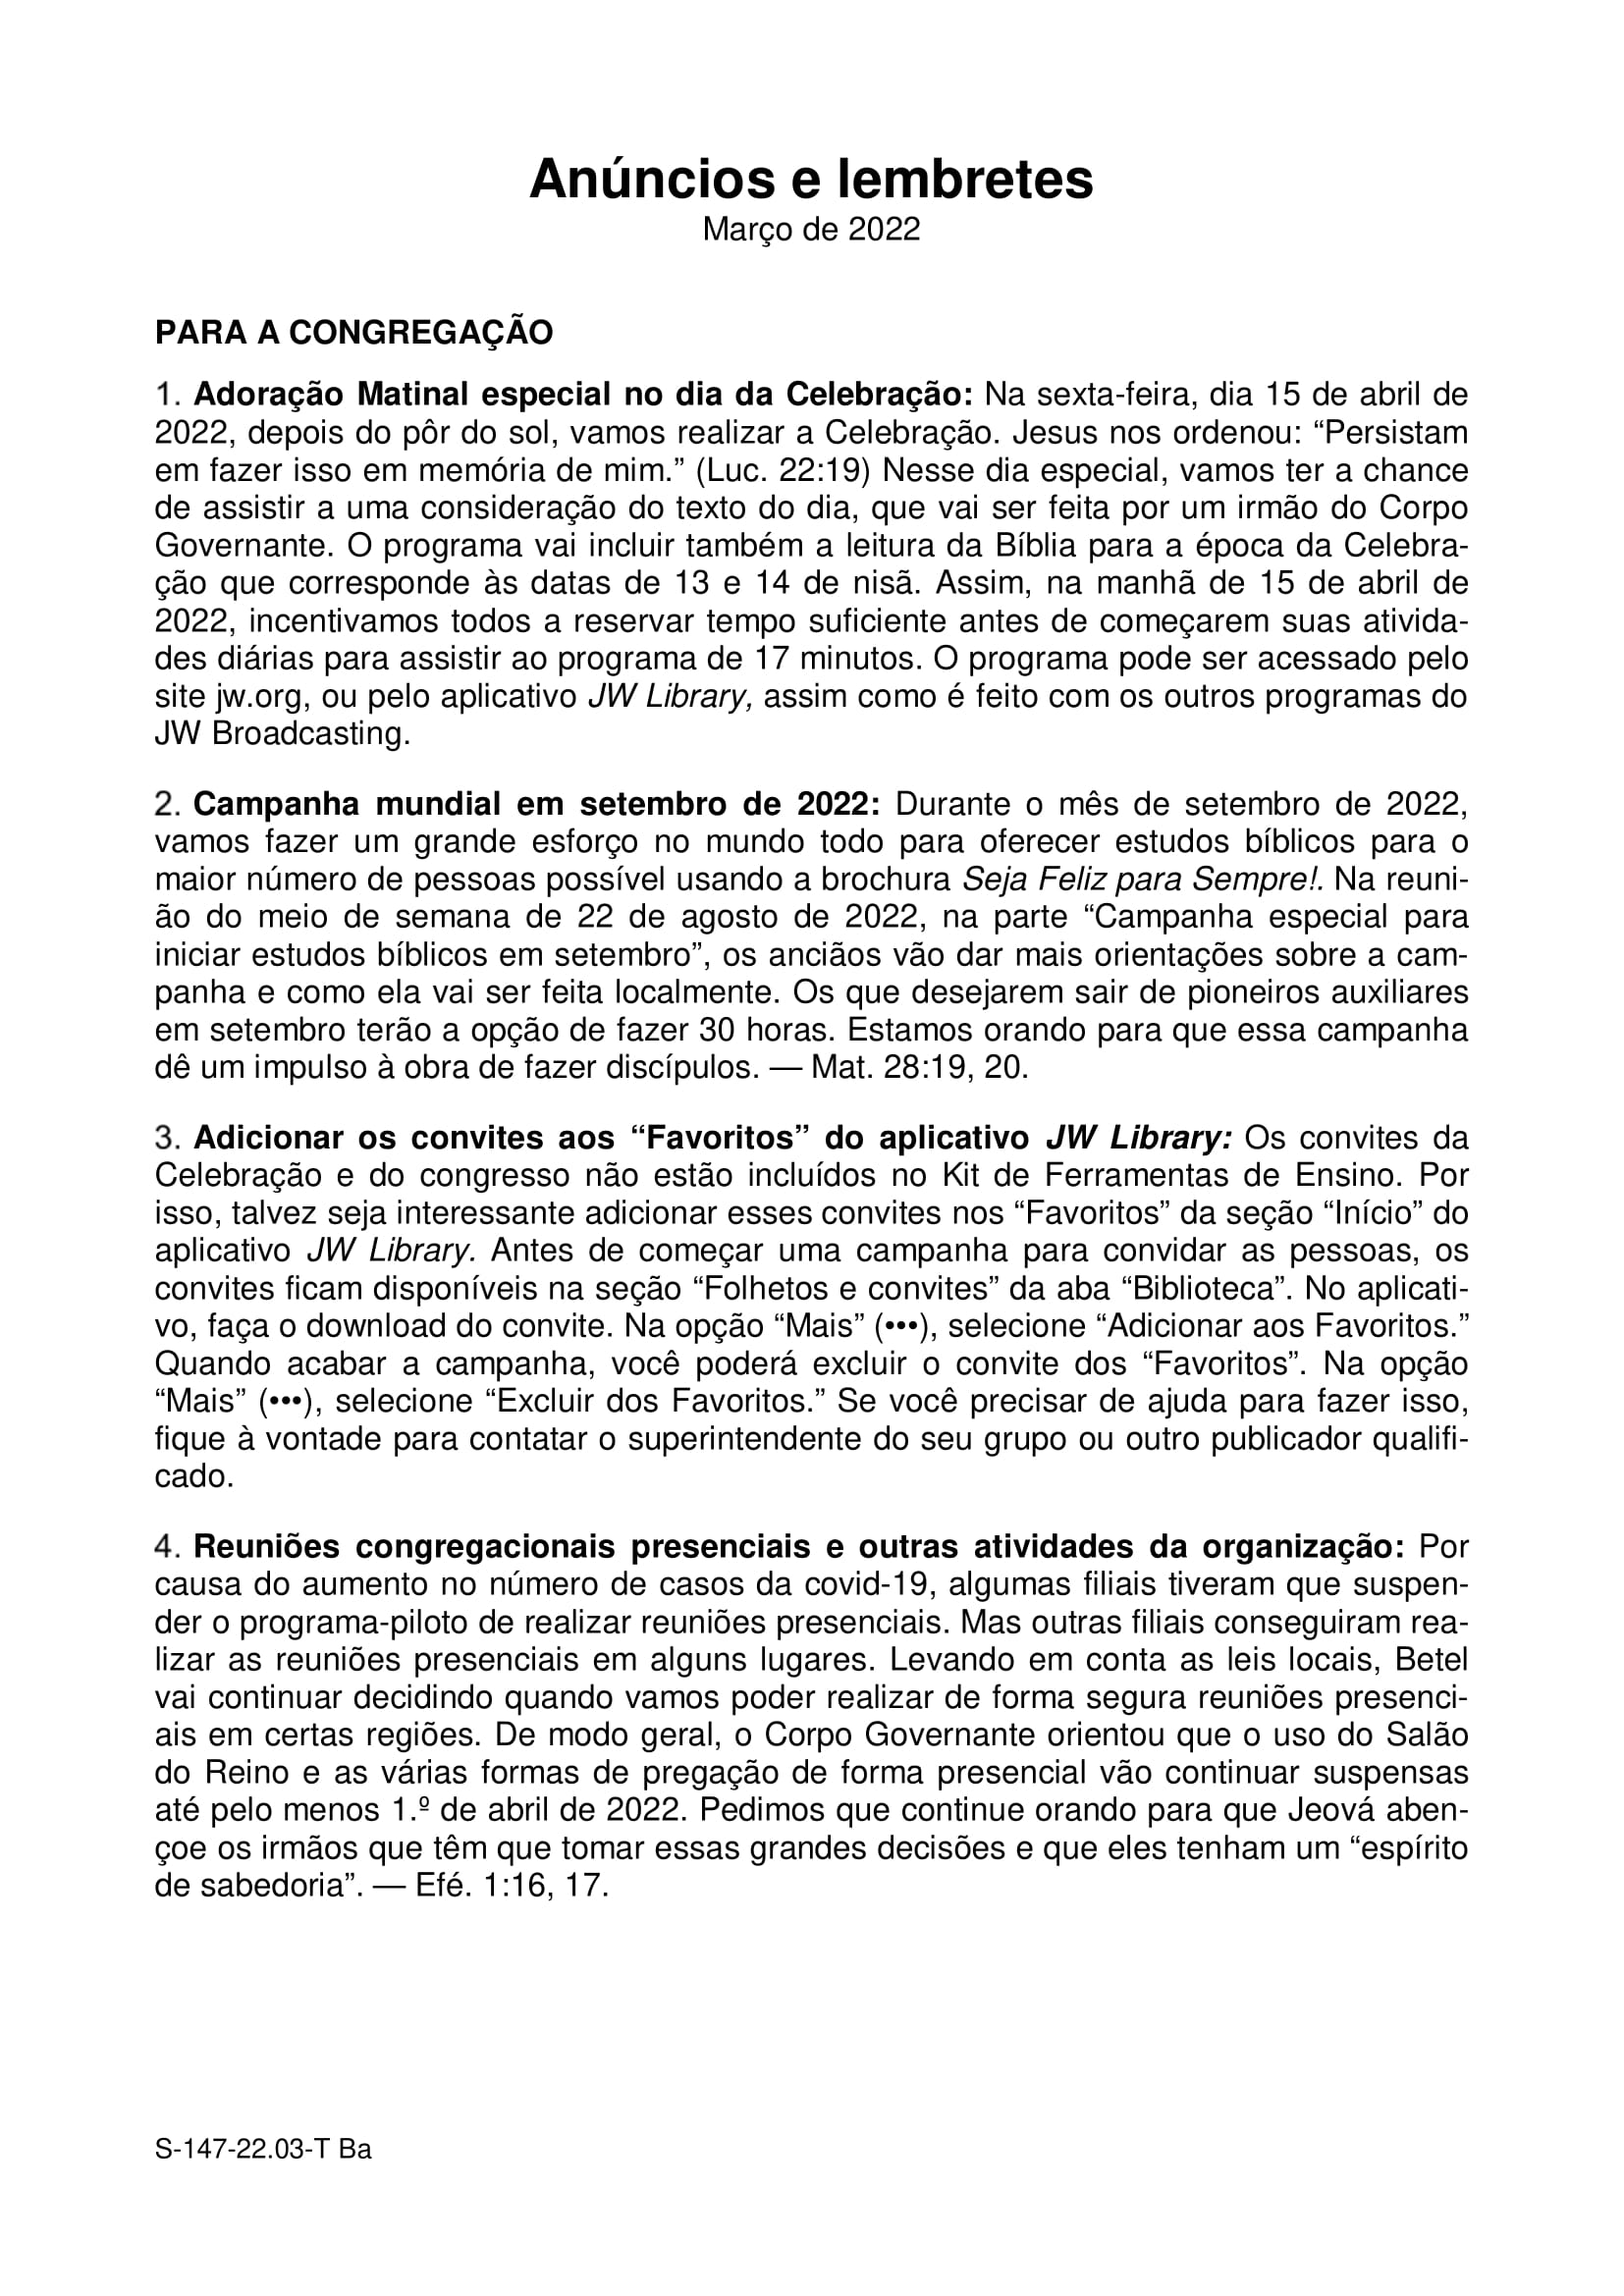 Anúncios e lembretes
Março de 2022
PARA A CONGREGAÇÃO
1. Adoração Matinal especial no dia da Celebração: Na sexta-feira, dia 15 de abril de
2022, depois do pôr do sol, vamos realizar a Celebração. Jesus nos ordenou: “Persistam
em fazer isso em memória de mim.” (Luc. 22:19) Nesse dia especial, vamos ter a chance
de assistir a uma consideração do texto do dia, que vai ser feita por um irmão do Corpo
Governante. O programa vai incluir também a leitura da Bíblia para a época da Celebra-
ção que corresponde às datas de 13 e 14 de nisã. Assim, na manhã de 15 de abril de
2022, incentivamos todos a reservar tempo suficiente antes de começarem suas ativida-
des diárias para assistir ao programa de 17 minutos. O programa pode ser acessado pelo
site jw.org, ou pelo aplicativo JW Library, assim como é feito com os outros programas do
JW Broadcasting.
2. Campanha mundial em setembro de 2022: Durante o mês de setembro de 2022,
vamos fazer um grande esforço no mundo todo para oferecer estudos bíblicos para o
maior número de pessoas possível usando a brochura Seja Feliz para Sempre!. Na reuni-
ão do meio de semana de 22 de agosto de 2022, na parte “Campanha especial para
iniciar estudos bíblicos em setembro”, os anciãos vão dar mais orientações sobre a cam-
panha e como ela vai ser feita localmente. Os que desejarem sair de pioneiros auxiliares
em setembro terão a opção de fazer 30 horas. Estamos orando para que essa campanha
dê um impulso à obra de fazer discípulos. — Mat. 28:19, 20.
3. Adicionar os convites aos “Favoritos” do aplicativo JW Library: Os convites da
Celebração e do congresso não estão incluídos no Kit de Ferramentas de Ensino. Por
isso, talvez seja interessante adicionar esses convites nos “Favoritos” da seção “Início” do
aplicativo JW Library. Antes de começar uma campanha para convidar as pessoas, os
convites ficam disponíveis na seção “Folhetos e convites” da aba “Biblioteca”. No aplicati-
vo, faça o download do convite. Na opção “Mais” (•••), selecione “Adicionar aos Favoritos.”
Quando acabar a campanha, você poderá excluir o convite dos “Favoritos”. Na opção
“Mais” (•••), selecione “Excluir dos Favoritos.” Se você precisar de ajuda para fazer isso,
fique à vontade para contatar o superintendente do seu grupo ou outro publicador qualifi-
cado.
4. Reuniões congregacionais presenciais e outras atividades da organização: Por
causa do aumento no número de casos da covid-19, algumas filiais tiveram que suspen-
der o programa-piloto de realizar reuniões presenciais. Mas outras filiais conseguiram rea-
lizar as reuniões presenciais em alguns lugares. Levando em conta as leis locais, Betel
vai continuar decidindo quando vamos poder realizar de forma segura reuniões presenci-
ais em certas regiões. De modo geral, o Corpo Governante orientou que o uso do Salão
do Reino e as várias formas de pregação de forma presencial vão continuar suspensas
até pelo menos 1.º de abril de 2022. Pedimos que continue orando para que Jeová aben-
çoe os irmãos que têm que tomar essas grandes decisões e que eles tenham um “espírito
de sabedoria”. — Efé. 1:16, 17.
S-147-22.03-T Ba